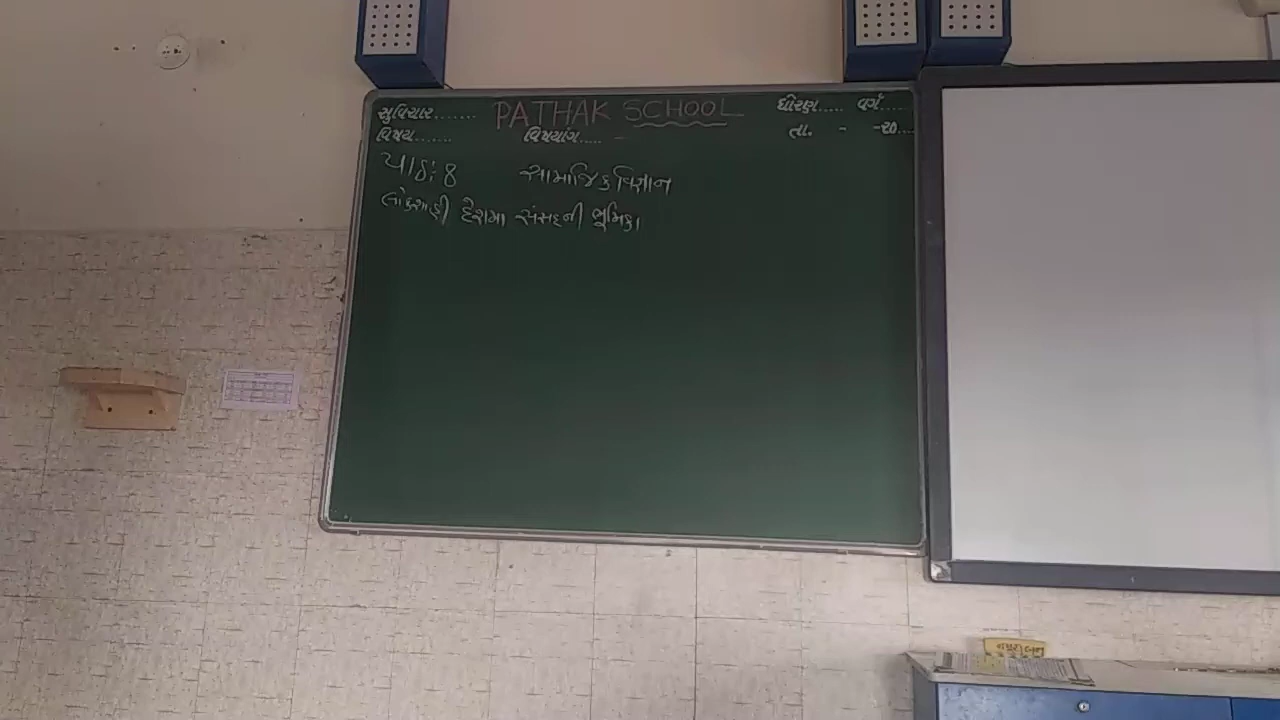 સુવિચાર....... PATHAK SCHOOL ધોરણ..... વર્ગ.....
વિષય....... વિષયાંગ..... તા. - -૨૦....
પાઠ: 8 સામાજિક વિજ્ઞાન
લોકશાહી દેશમા સંસદની ભૂમિકા